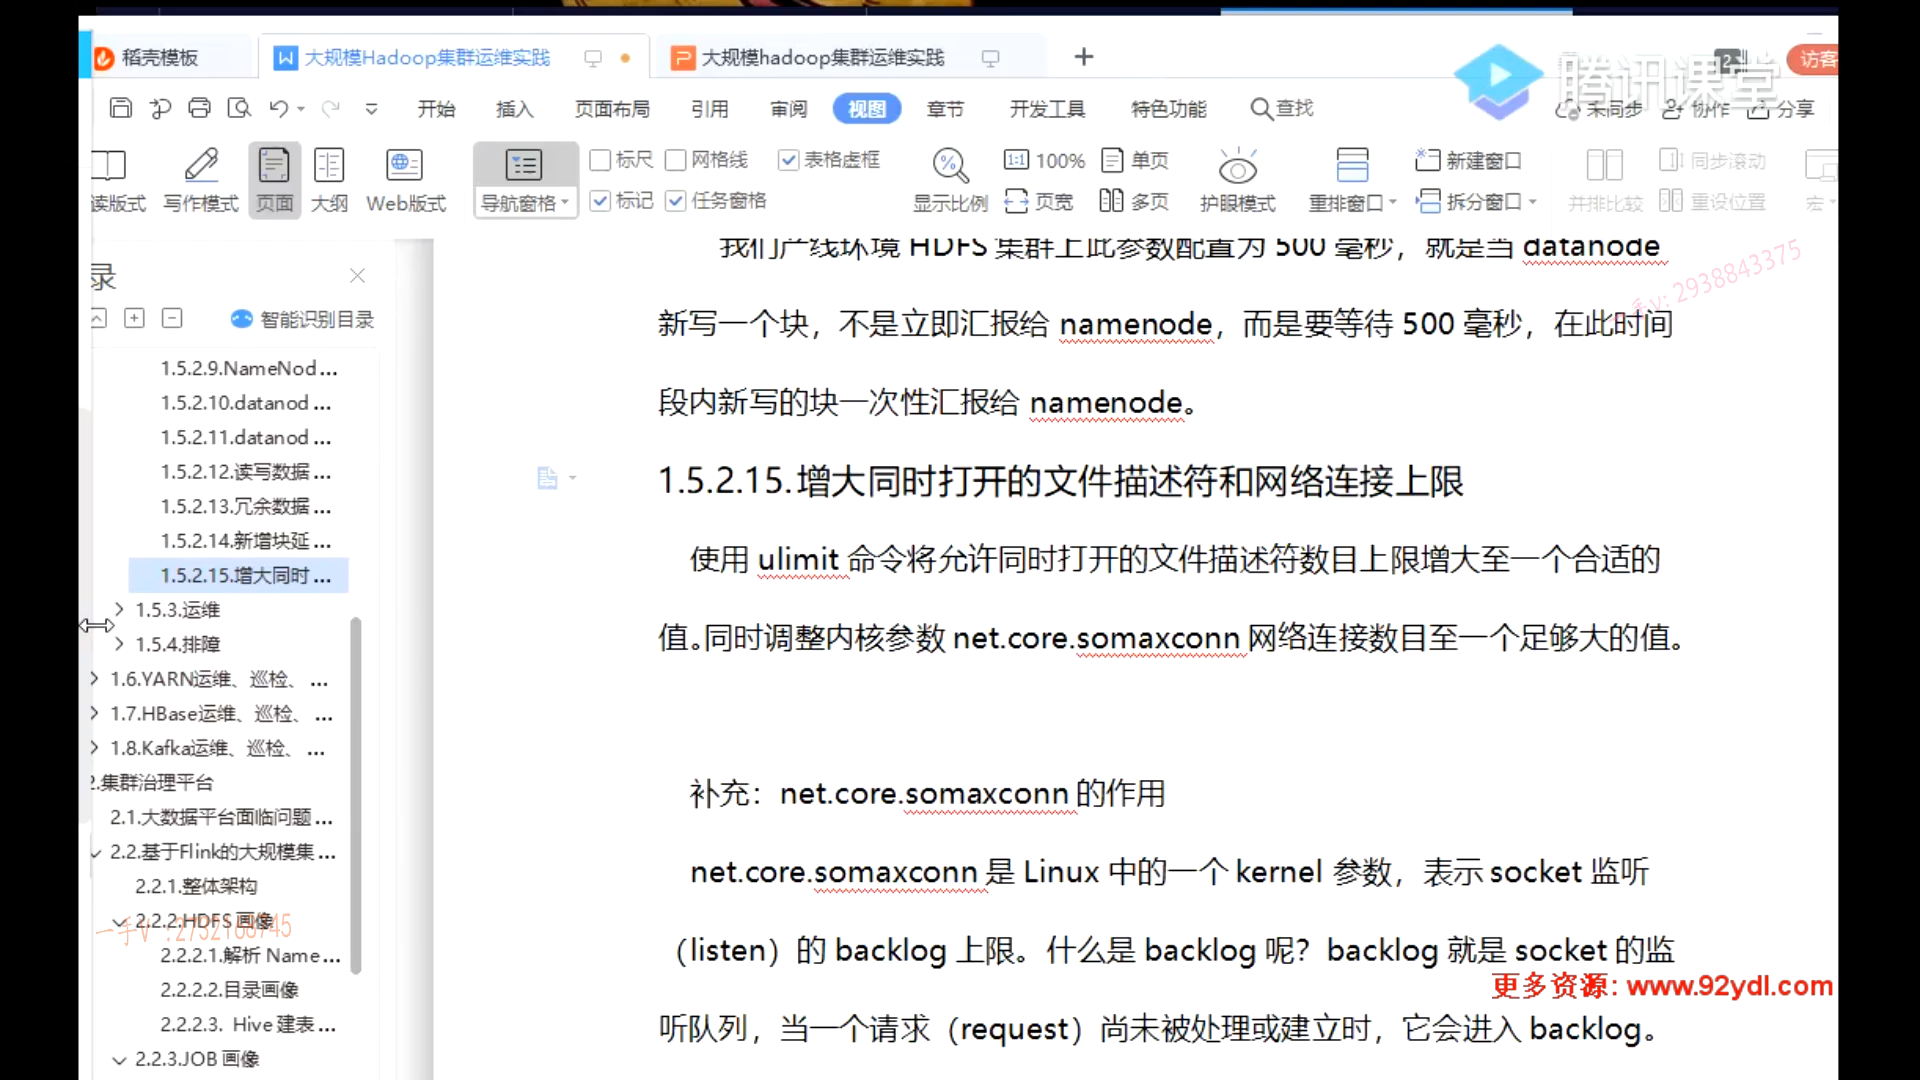 稻壳模板
大规模Hadoop集群运维实践
大规模hadoop集群运维实践
腾讯课堂
访客
开始 插入 页面布局 引用 审阅 视图 章节 开发工具 特色功能 查找
未同步 协作 分享
读版式 写作模式 页面 大纲 Web版式 导航窗格
标尺 网格线 表格虚框
标记 任务窗格
显示比例 100% 单页
页宽 多页
护眼模式 重排窗口 新建窗口
拆分窗口 并排比较 同步滚动
重设位置 宏
录
智能识别目录
1.5.2.9.NameNod...
1.5.2.10.datanod...
1.5.2.11.datanod...
1.5.2.12.读写数据...
1.5.2.13.冗余数据...
1.5.2.14.新增块延...
1.5.2.15.增大同时...
1.5.3.运维
1.5.4.排障
1.6.YARN运维、巡检、...
1.7.HBase运维、巡检、...
1.8.Kafka运维、巡检、...
2.集群治理平台
2.1.大数据平台面临问题...
2.2.基于Flink的大规模集...
2.2.1.整体架构
2.2.2.HDFS画像
2.2.2.1.解析 Name...
2.2.2.2.目录画像
2.2.2.3. Hive 建表...
2.2.3.JOB 画像
我们产线环境 HDFS 集群上此参数配置为 500 毫秒，就是当 datanode
新写一个块，不是立即汇报给 namenode，而是要等待 500 毫秒，在此时间
段内新写的块一次性汇报给 namenode。
1.5.2.15.增大同时打开的文件描述符和网络连接上限
使用 ulimit 命令将允许同时打开的文件描述符数目上限增大至一个合适的
值。同时调整内核参数 net.core.somaxconn 网络连接数目至一个足够大的值。
补充：net.core.somaxconn 的作用
net.core.somaxconn 是 Linux 中的一个 kernel 参数，表示 socket 监听
（listen）的 backlog 上限。什么是 backlog 呢？backlog 就是 socket 的监
听队列，当一个请求（request）尚未被处理或建立时，它会进入 backlog。
一手v: 2938843375
更多资源: www.92ydl.com